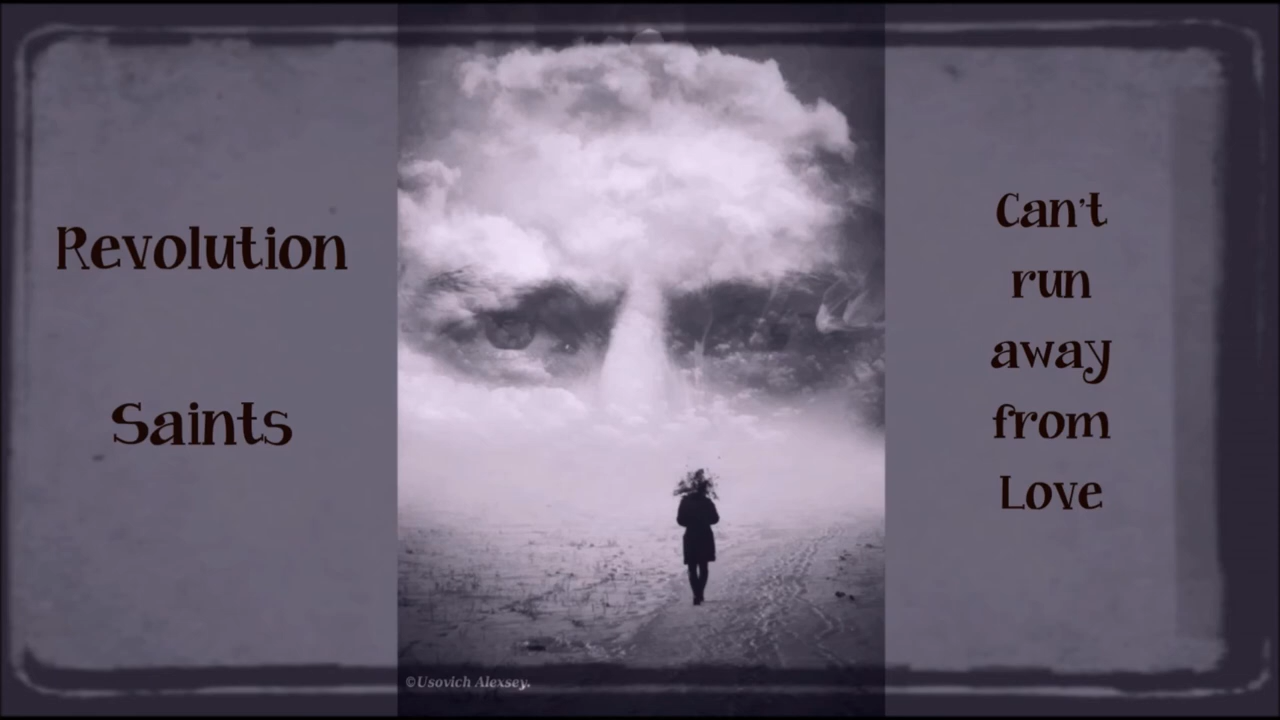 Revolution
Saints
Can't
run
away
from
Love
©Usovich Alexsey.